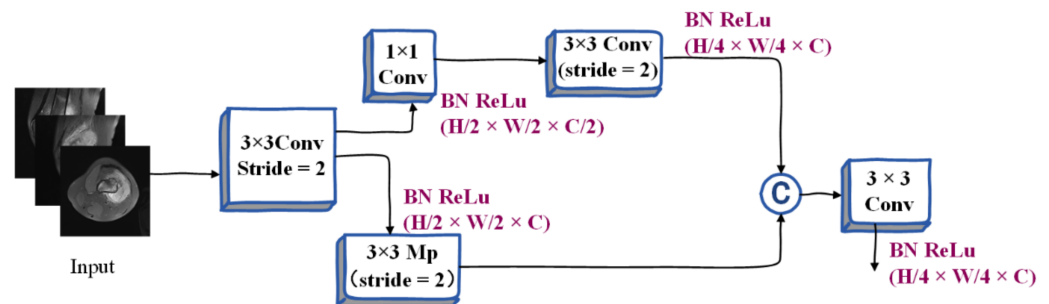 Input
3×3Conv
Stride = 2
1×1
Conv
BN ReLu
(H/2 × W/2 × C/2)
3×3 Conv
(stride = 2)
BN ReLu
(H/4 × W/4 × C)
BN ReLu
(H/2 × W/2 × C)
3×3 Mp
(stride = 2)
C
3 × 3
Conv
BN ReLu
(H/4 × W/4 × C)